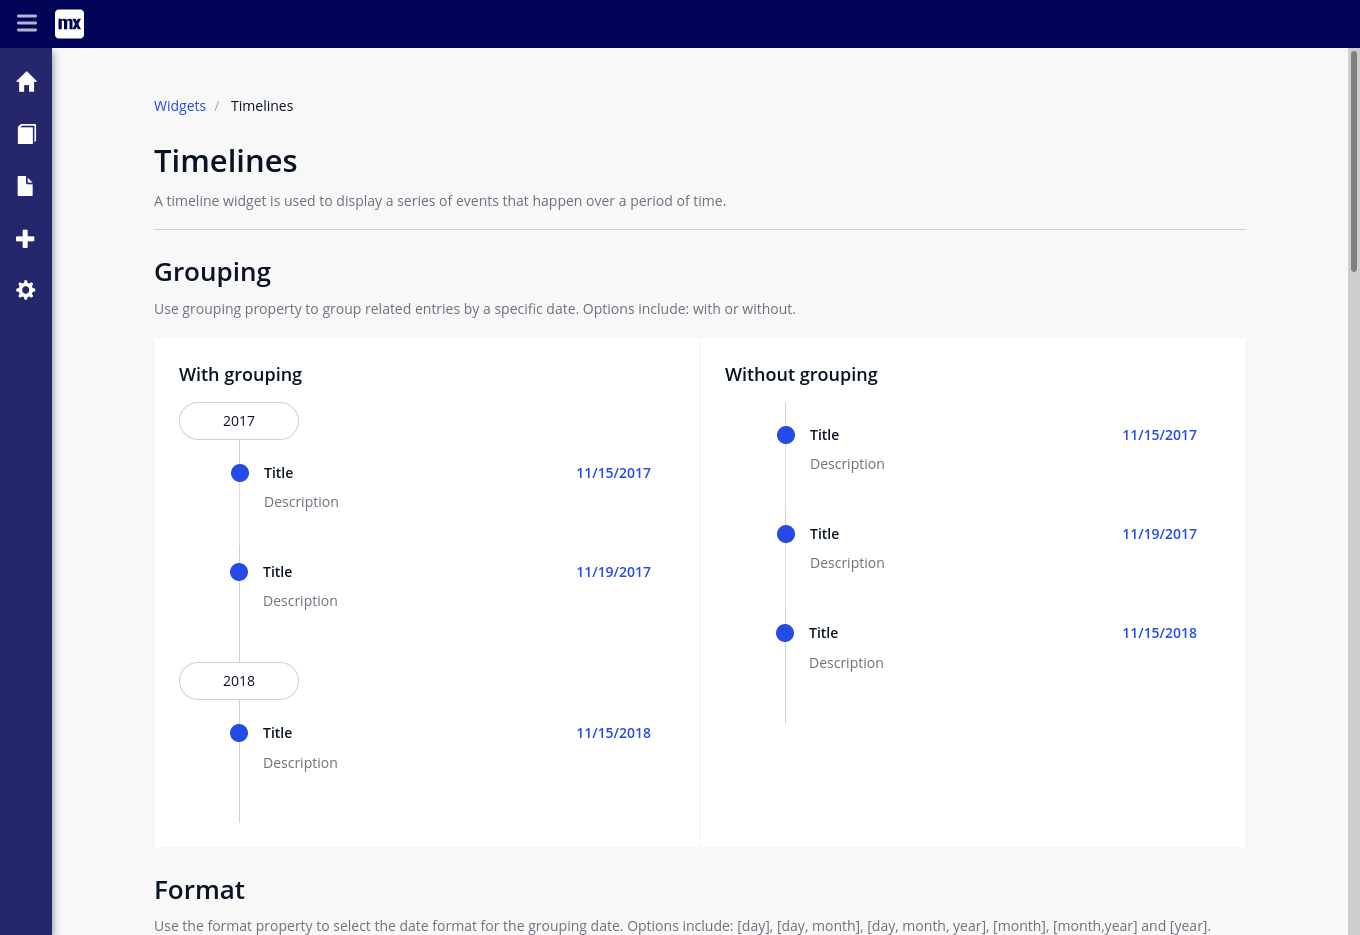 mx
Widgets / Timelines
Timelines
A timeline widget is used to display a series of events that happen over a period of time.
Grouping
Use grouping property to group related entries by a specific date. Options include: with or without.
With grouping
2017
Title 11/15/2017
Description
Title 11/19/2017
Description
2018
Title 11/15/2018
Description
Without grouping
Title 11/15/2017
Description
Title 11/19/2017
Description
Title 11/15/2018
Description
Format
Use the format property to select the date format for the grouping date. Options include: [day], [day, month], [day, month, year], [month], [month,year] and [year].